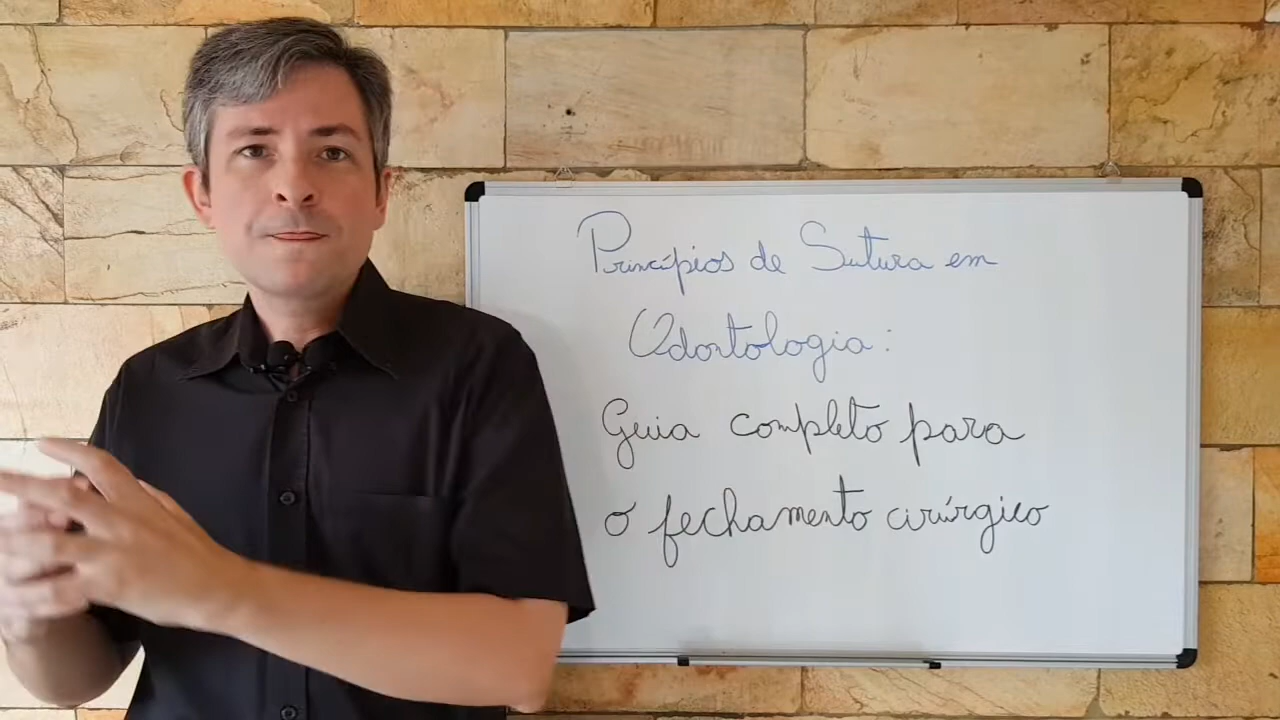 Princípios de Sutura em
Odontologia:
Guia completo para
o fechamento cirúrgico